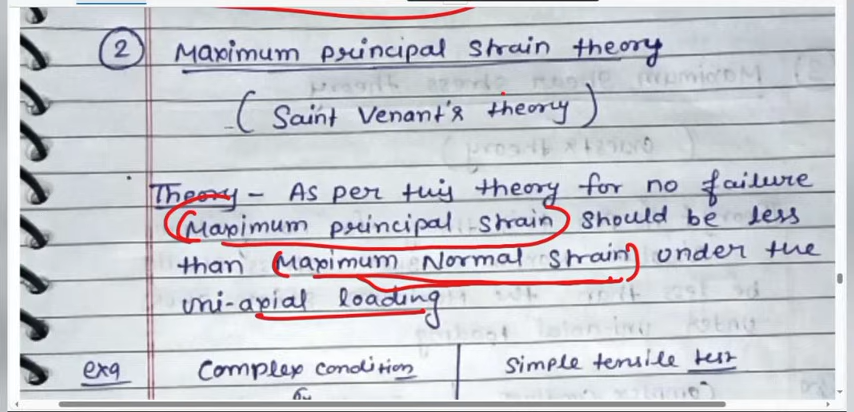 ② Maximum principal strain theory
( Saint Venant's theory )
Theory - As per this theory for no failure
Maximum principal strain should be less
than Maximum Normal strain under the
uni-axial loading
exa Complex condition Simple tensile test